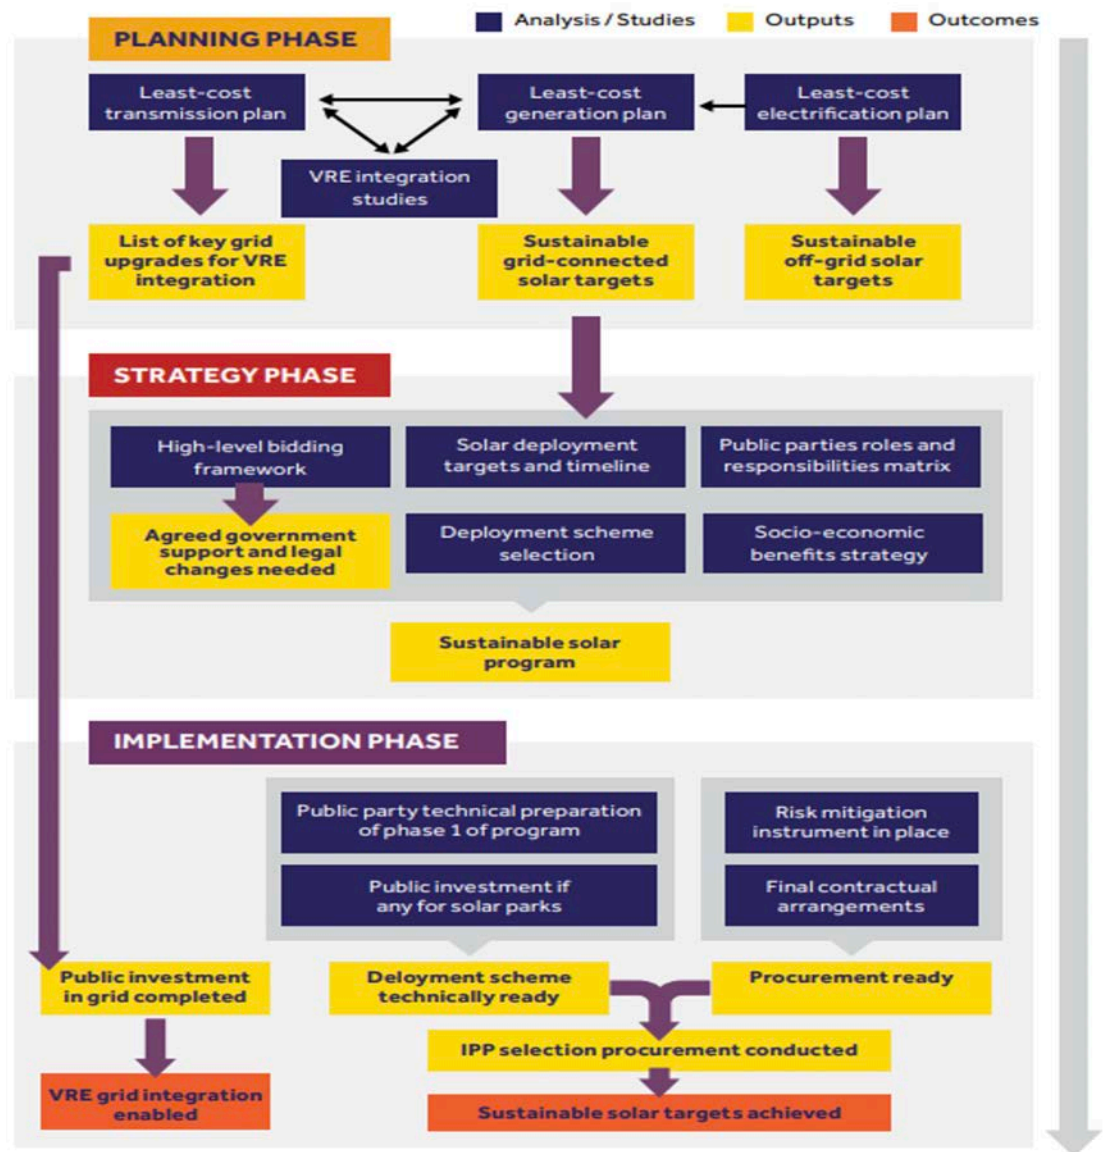 Analysis / Studies
Outputs
Outcomes
PLANNING PHASE
Least-cost
transmission plan
Least-cost
generation plan
Least-cost
electrification plan
VRE integration
studies
List of key grid
upgrades for VRE
integration
Sustainable
grid-connected
solar targets
Sustainable
off-grid solar
targets
STRATEGY PHASE
High-level bidding
framework
Solar deployment
targets and timeline
Public parties roles and
responsibilities matrix
Agreed government
support and legal
changes needed
Deployment scheme
selection
Socio-economic
benefits strategy
Sustainable solar
program
IMPLEMENTATION PHASE
Public party technical preparation
of phase 1 of program
Risk mitigation
instrument in place
Public investment if
any for solar parks
Final contractual
arrangements
Public investment
in grid completed
Deloyment scheme
technically ready
Procurement ready
IPP selection procurement conducted
VRE grid integration
enabled
Sustainable solar targets achieved